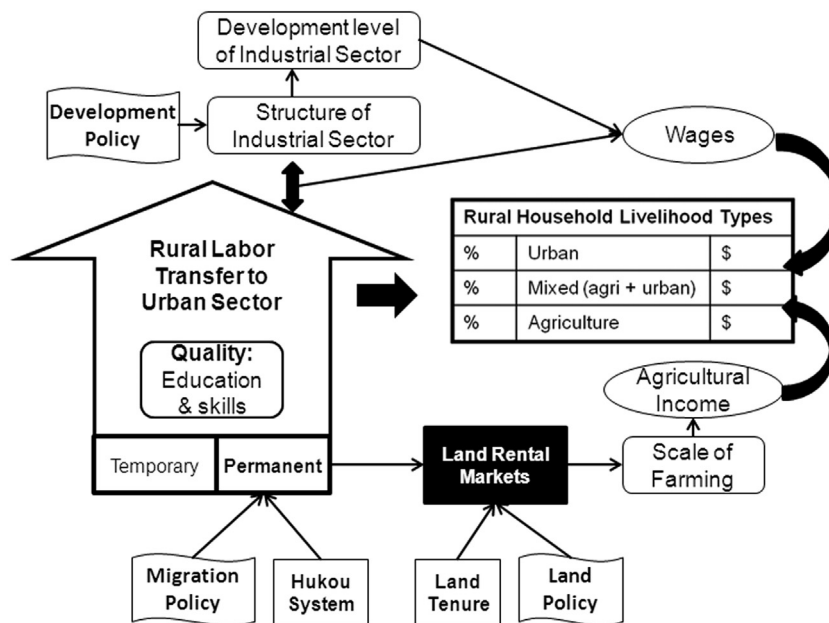 Development level
of Industrial Sector
Development
Policy
Structure of
Industrial Sector
Wages
Rural Labor
Transfer to
Urban Sector
Rural Household Livelihood Types
% Urban $
% Mixed (agri + urban) $
% Agriculture $
Quality:
Education
& skills
Agricultural
Income
Temporary
Permanent
Land Rental
Markets
Scale of
Farming
Migration
Policy
Hukou
System
Land
Tenure
Land
Policy